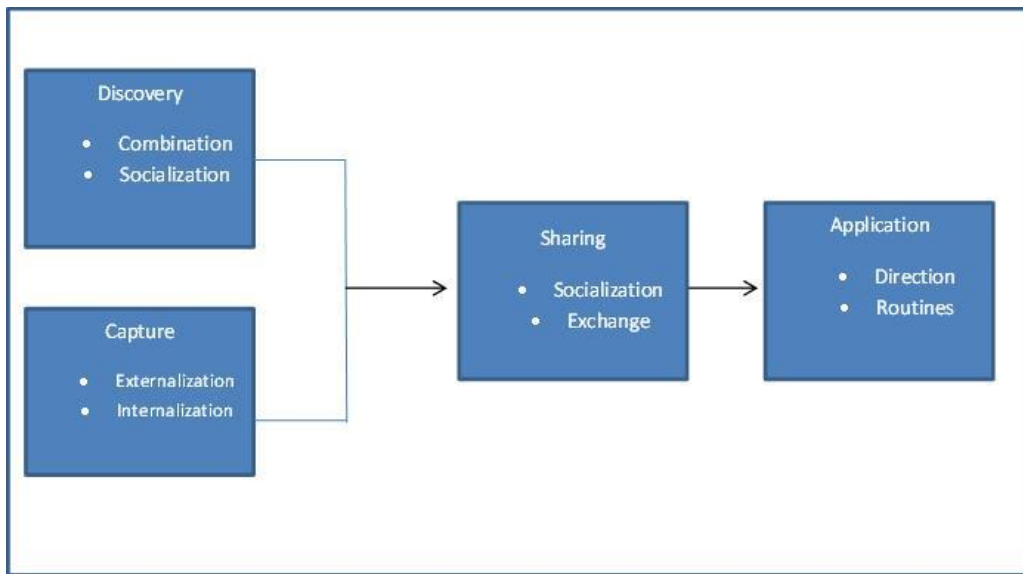 Discovery
• Combination
• Socialization
Capture
• Externalization
• Internalization
Sharing
• Socialization
• Exchange
Application
• Direction
• Routines